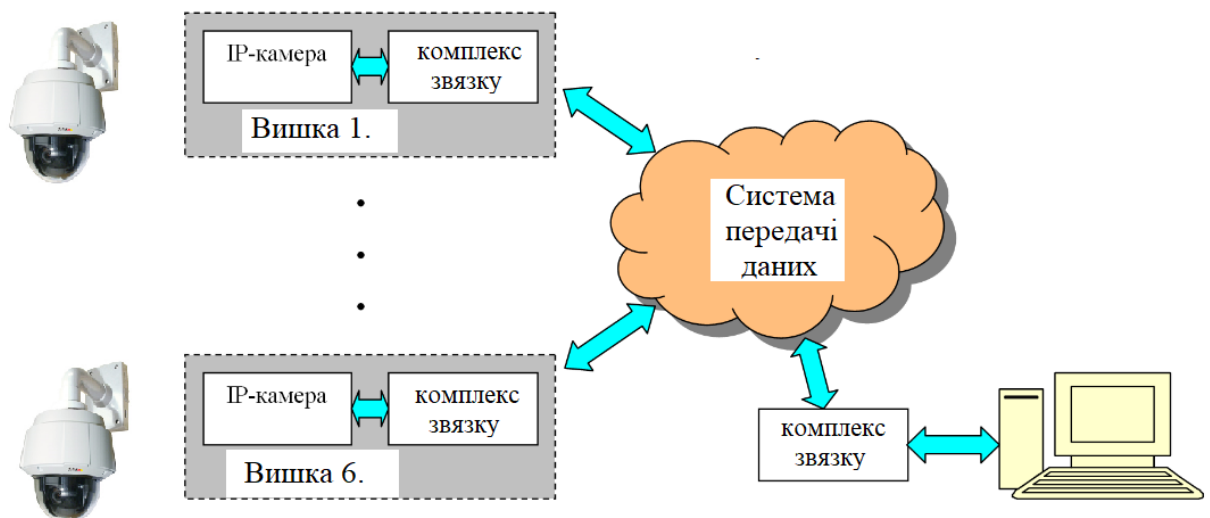 IP-камера
комплекс
звязку
Вишка 1.
Система
передачі
даних
IP-камера
комплекс
звязку
Вишка 6.
комплекс
звязку